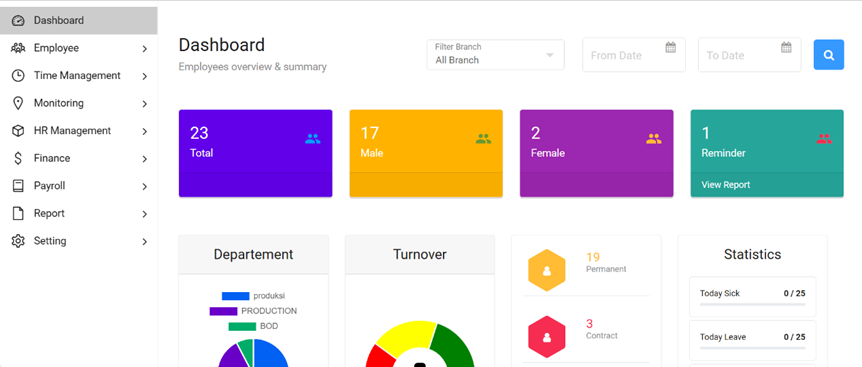 Dashboard
Employee
Time Management
Monitoring
HR Management
Finance
Payroll
Report
Setting
Dashboard
Employees overview & summary
Filter Branch
All Branch
From Date
To Date
23
Total
17
Male
2
Female
1
Reminder
View Report
Departement
produksi
PRODUCTION
BOD
Turnover
19
Permanent
3
Contract
Statistics
Today Sick 0 / 25
Today Leave 0 / 25